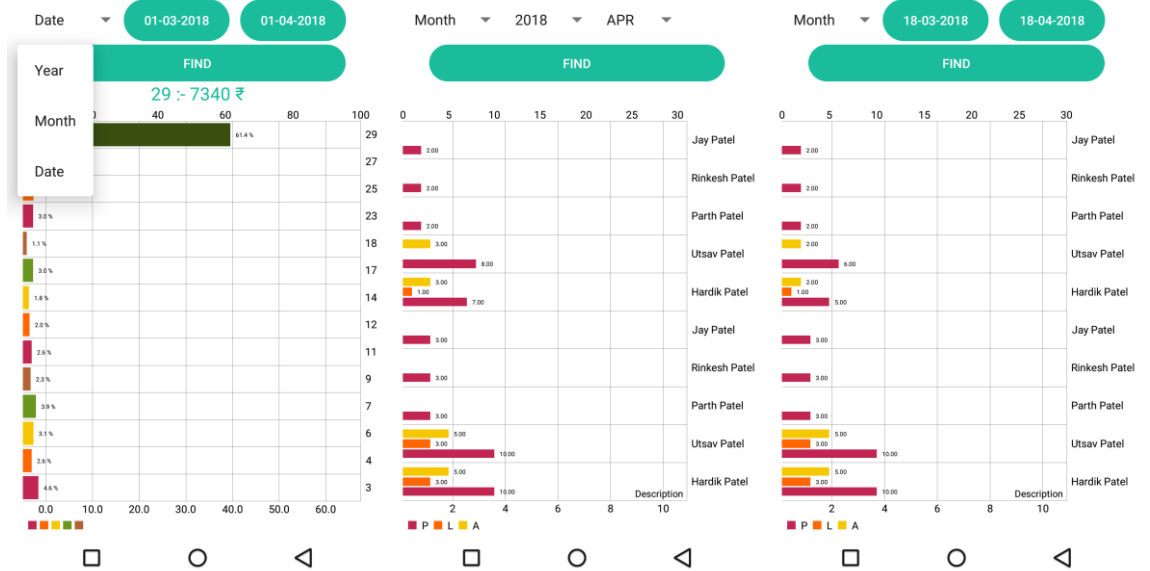 Date 01-03-2018 01-04-2018
Year
Month
Date
FIND
29 :- 7340 ₹
0 40 60 80 100
61.4 % 29
27
25
3.0 % 23
1.1 % 18
3.0 % 17
1.8 % 14
2.0 % 12
2.6 % 11
2.3 % 9
3.9 % 7
3.1 % 6
2.6 % 4
4.6 % 3
0.0 10.0 20.0 30.0 40.0 50.0 60.0
Month 2018 APR
FIND
0 5 10 15 20 25 30
Jay Patel
2.00
Rinkesh Patel
2.00
Parth Patel
2.00
3.00
Utsav Patel
8.00
3.00
1.00 Hardik Patel
7.00
Jay Patel
3.00
Rinkesh Patel
3.00
Parth Patel
3.00
5.00
3.00 Utsav Patel
10.00
5.00
3.00 Hardik Patel
10.00 Description
2 4 6 8 10
P L A
Month 18-03-2018 18-04-2018
FIND
0 5 10 15 20 25 30
Jay Patel
2.00
Rinkesh Patel
2.00
Parth Patel
2.00
2.00
Utsav Patel
6.00
2.00
1.00 Hardik Patel
5.00
Jay Patel
3.00
Rinkesh Patel
3.00
Parth Patel
3.00
5.00
3.00 Utsav Patel
10.00
5.00
3.00 Hardik Patel
10.00 Description
2 4 6 8 10
P L A